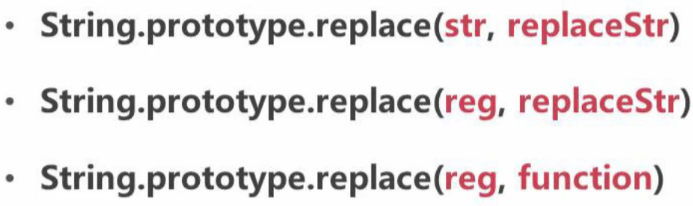 • String.prototype.replace(str, replaceStr)
• String.prototype.replace(reg, replaceStr)
• String.prototype.replace(reg, function)